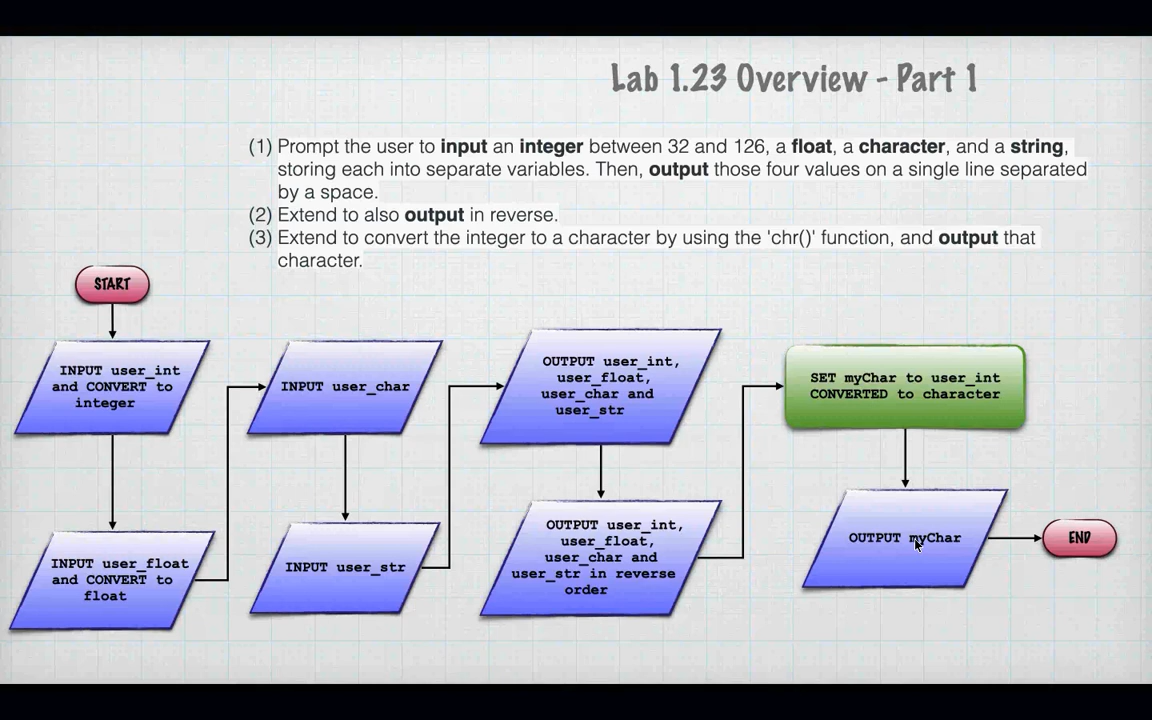 Lab 1.23 Overview - Part 1
(1) Prompt the user to input an integer between 32 and 126, a float, a character, and a string,
storing each into separate variables. Then, output those four values on a single line separated
by a space.
(2) Extend to also output in reverse.
(3) Extend to convert the integer to a character by using the 'chr()' function, and output that
character.
START
INPUT user_int
and CONVERT to
integer
INPUT user_float
and CONVERT to
float
INPUT user_char
INPUT user_str
OUTPUT user_int,
user_float,
user_char and
user_str
OUTPUT user_int,
user_float,
user_char and
user_str in reverse
order
SET myChar to user_int
CONVERTED to character
OUTPUT myChar
END